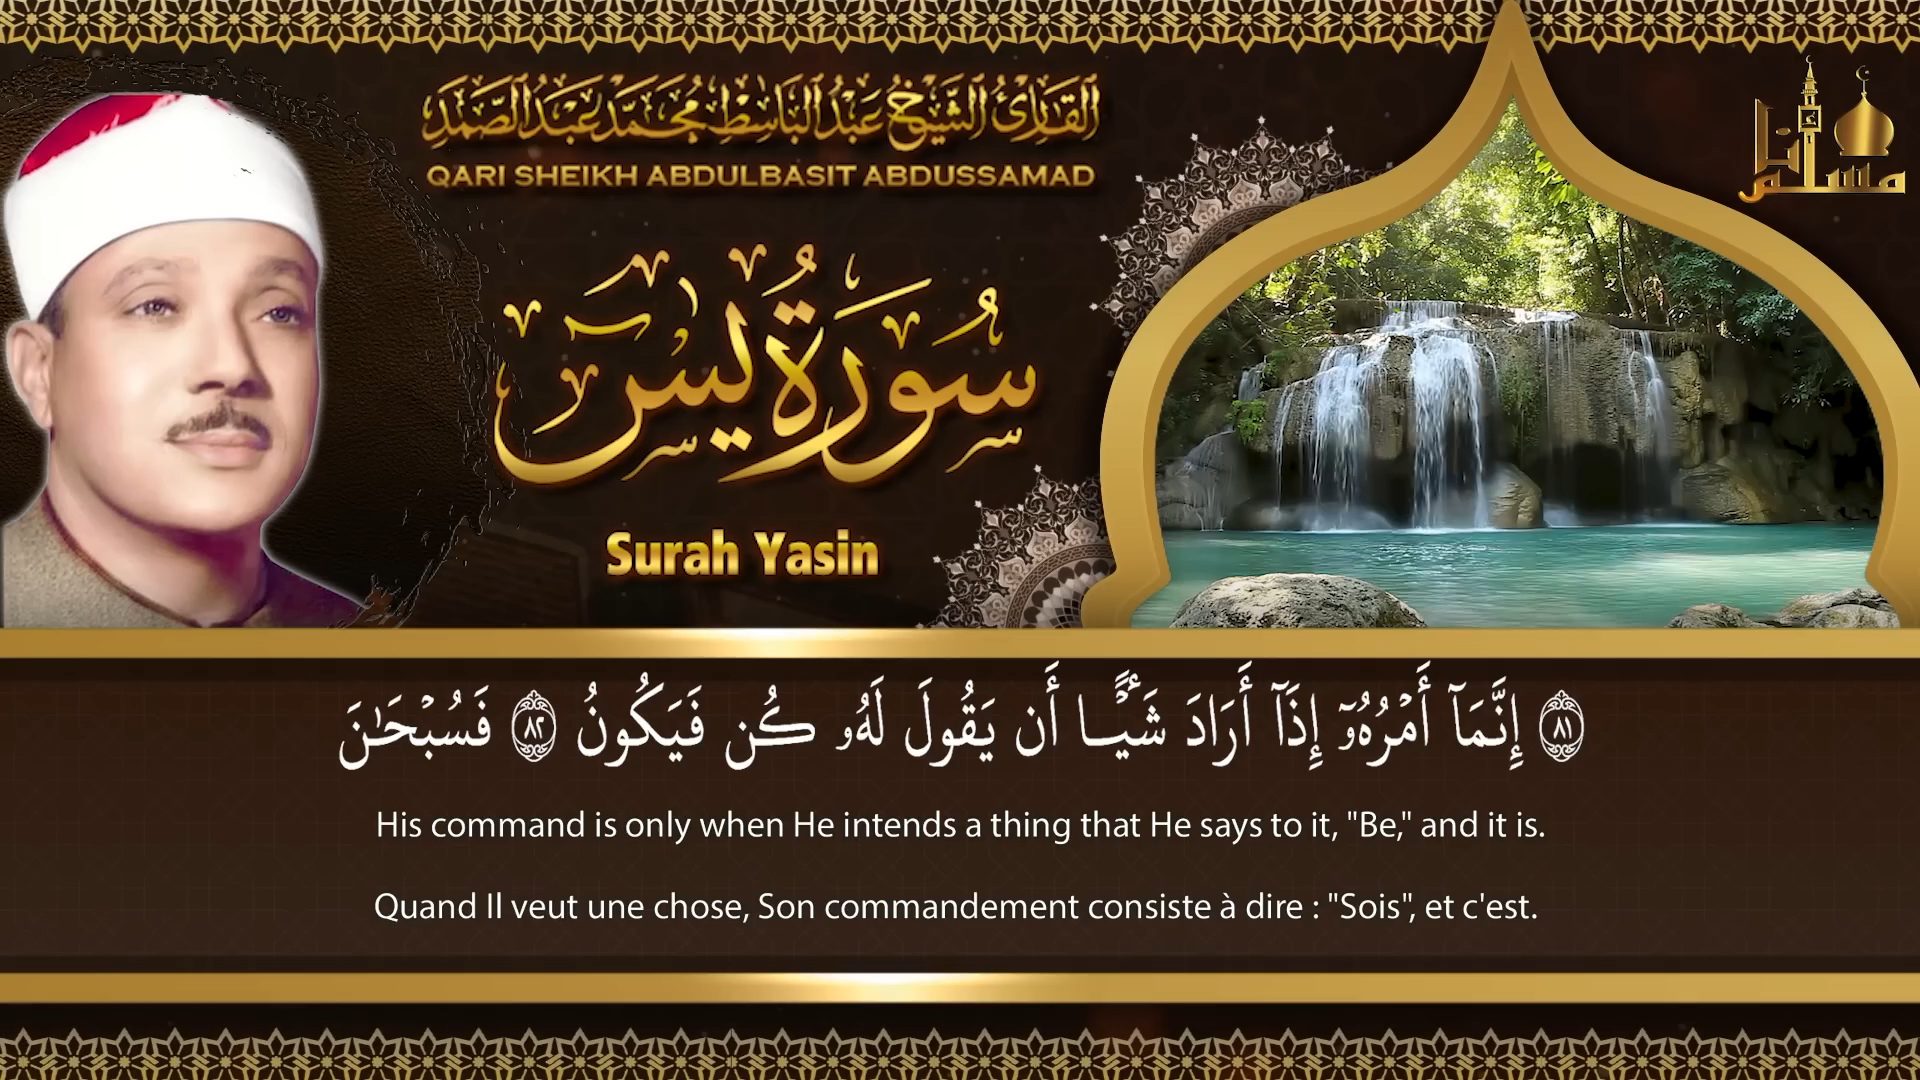 القارئ الشيخ عبد الباسط محمد عبد الصمد
QARI SHEIKH ABDULBASIT ABDUSSAMAD
أنا
مسلم
سورة يس
Surah Yasin
٨١ إِنَّمَآ أَمْرُهُۥٓ إِذَآ أَرَادَ شَيْـًٔا أَن يَقُولَ لَهُۥ كُن فَيَكُونُ ٨٢ فَسُبْحَـٰنَ
His command is only when He intends a thing that He says to it, "Be," and it is.
Quand Il veut une chose, Son commandement consiste à dire : "Sois", et c'est.